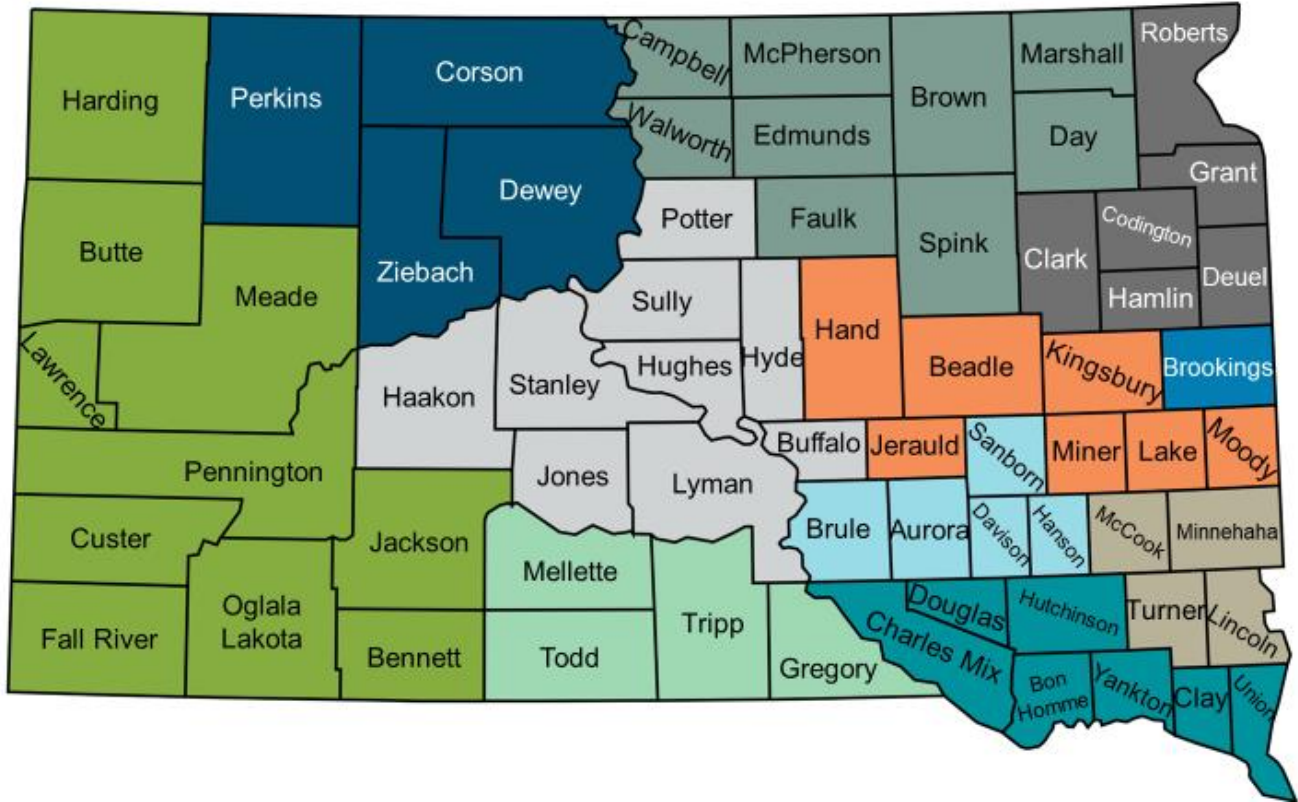 Harding
Perkins
Corson
Campbell
McPherson
Brown
Marshall
Roberts
Walworth
Edmunds
Day
Grant
Butte
Meade
Ziebach
Dewey
Potter
Faulk
Spink
Clark
Codington
Hamlin
Deuel
Lawrence
Haakon
Stanley
Sully
Hughes
Hyde
Hand
Beadle
Kingsbury
Brookings
Pennington
Jones
Lyman
Buffalo
Jerauld
Sanborn
Miner
Lake
Moody
Custer
Jackson
Mellette
Tripp
Brule
Aurora
Davison
Hanson
McCook
Minnehaha
Fall River
Oglala
Lakota
Bennett
Todd
Gregory
Charles Mix
Douglas
Hutchinson
Turner
Lincoln
Bon
Homme
Yankton
Clay
Union